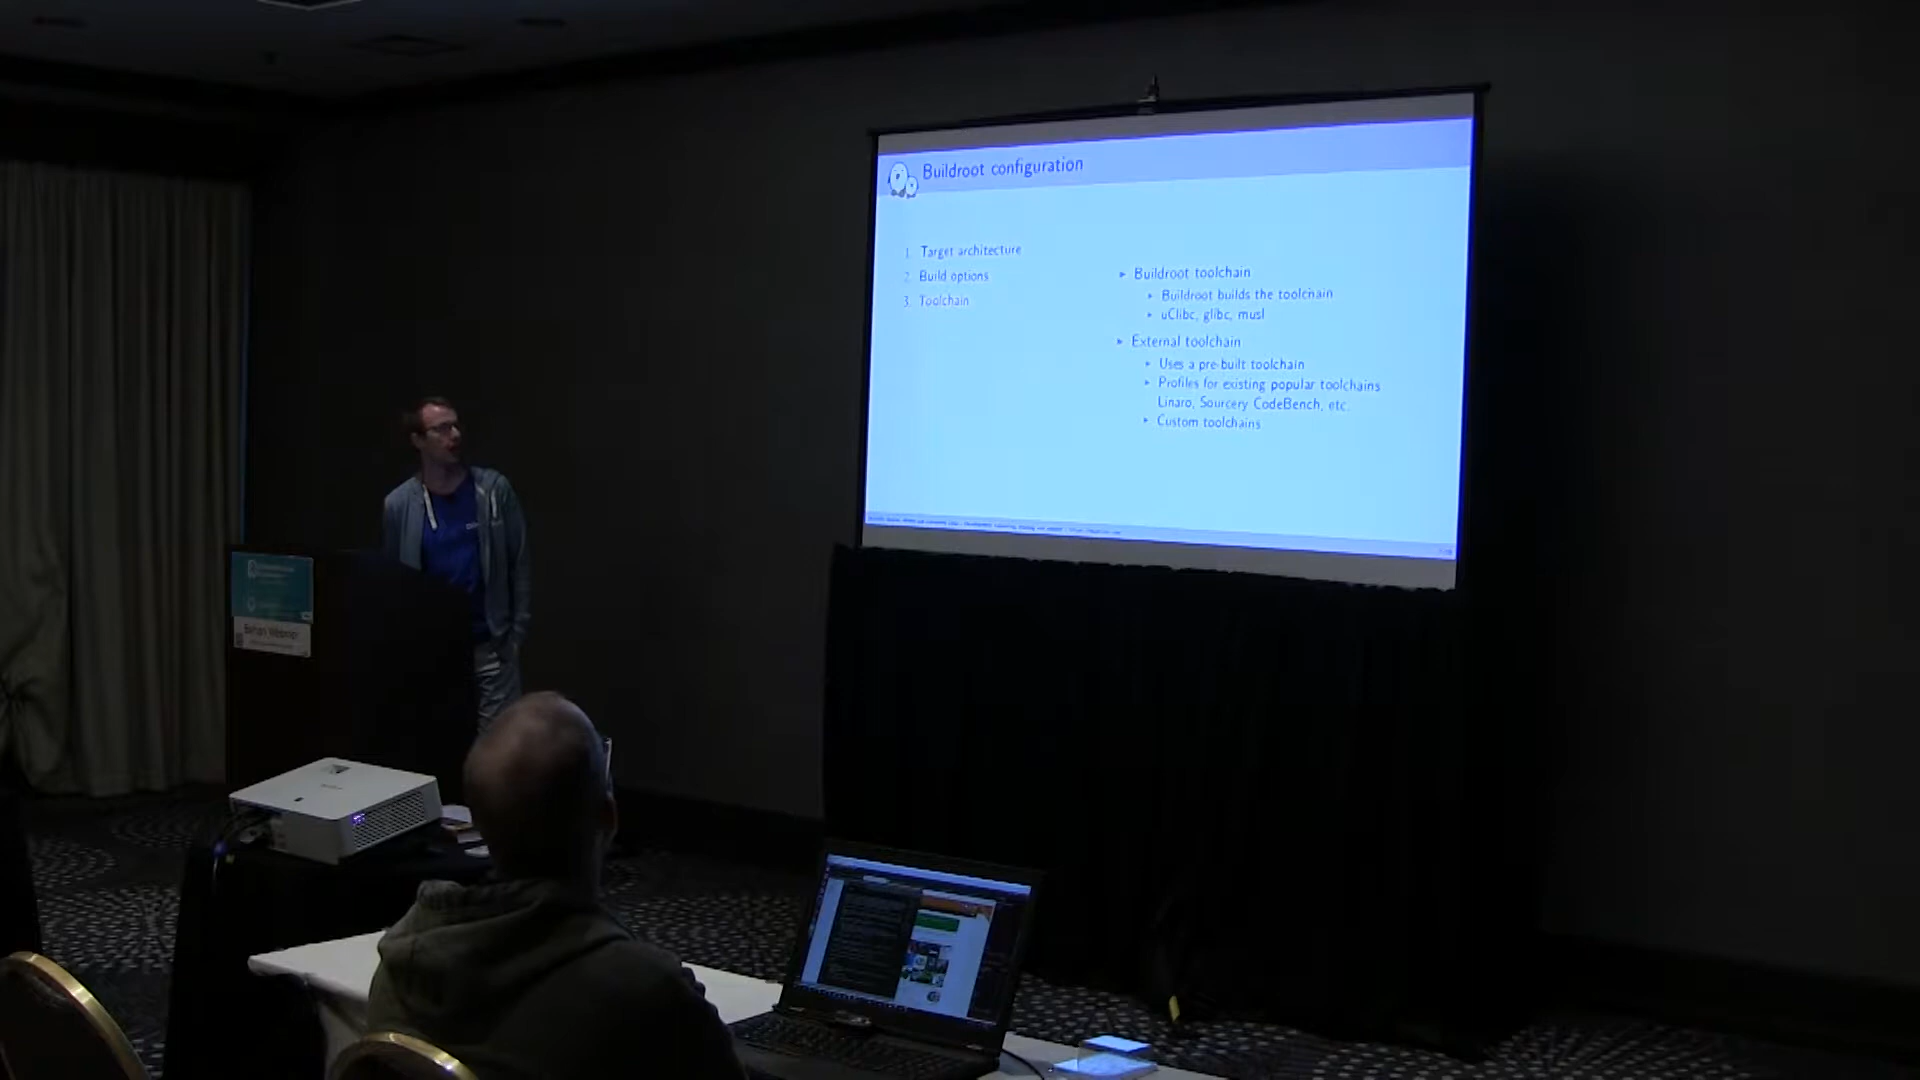 Buildroot configuration
1. Target architecture
2. Build options
3. Toolchain
▸ Buildroot toolchain
▸ Buildroot builds the toolchain
▸ uClibc, glibc, musl
▸ External toolchain
▸ Uses a pre-built toolchain
▸ Profiles for existing popular toolchains
Linaro, Sourcery CodeBench, etc.
▸ Custom toolchains